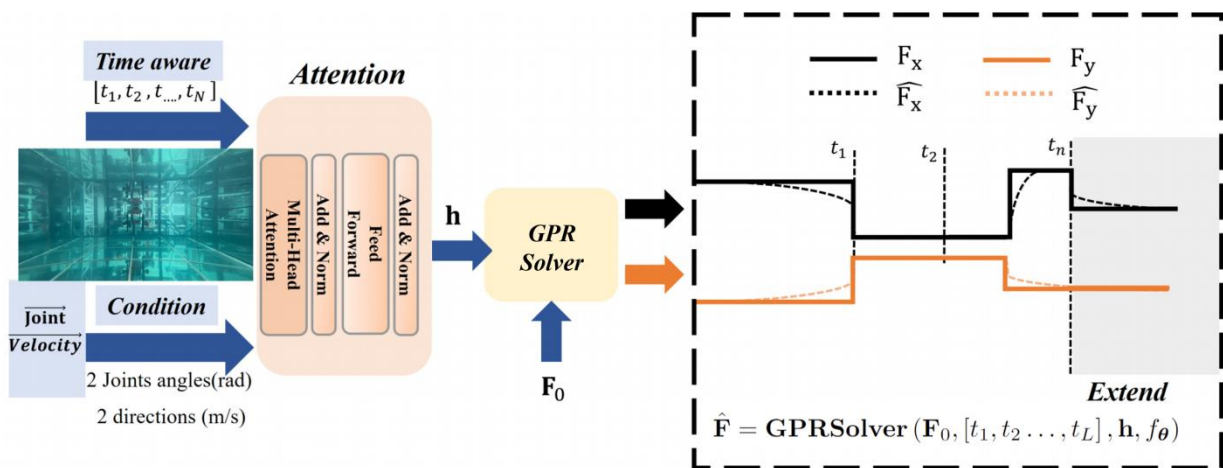 Time aware
[t₁, t₂, t...., t_N]
Attention
Multi-Head
Attention
Add & Norm
Feed
Forward
Add & Norm
Joint
Velocity
Condition
2 Joints angles(rad)
2 directions (m/s)
h
GPR
Solver
F₀
Fₓ
F_y
F̂ₓ
F̂_y
t₁
t₂
tₙ
Extend
F̂ = GPRSolver (F₀, [t₁, t₂ ..., t_L] , h, f_θ)